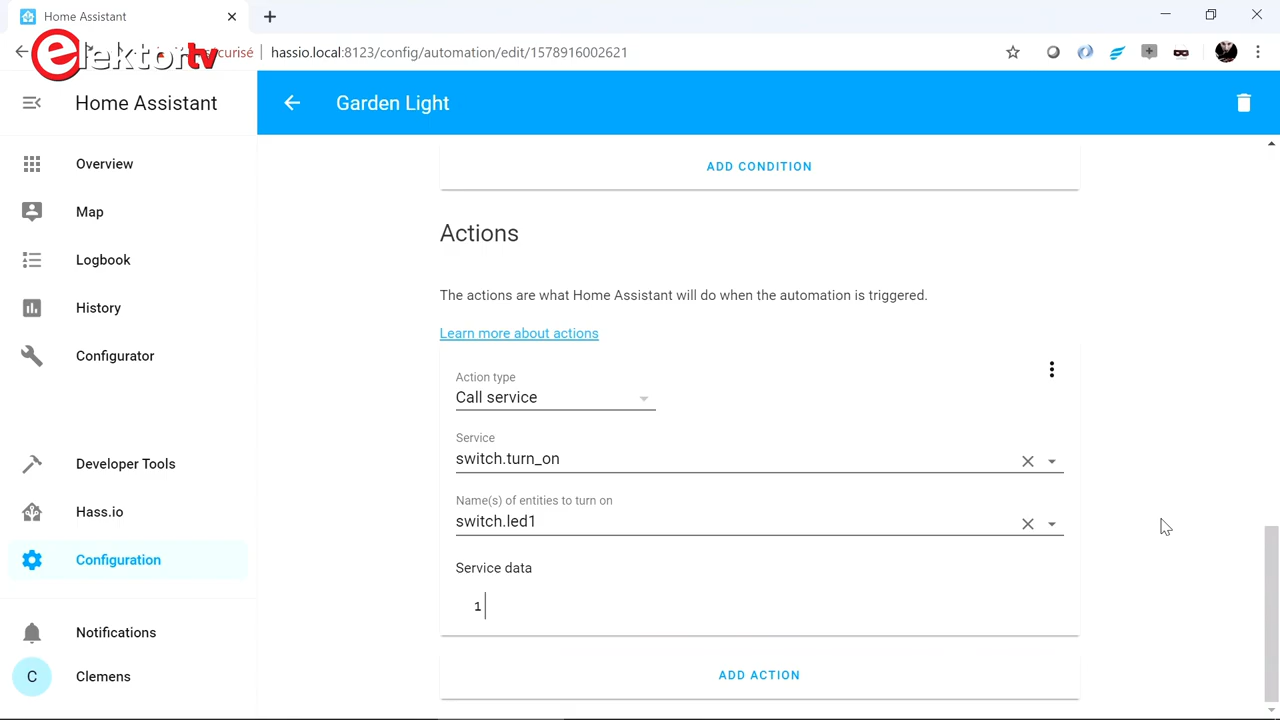 Home Assistant
elektor tv
curisé
hassio.local:8123/config/automation/edit/1578916002621
Home Assistant
Garden Light
Overview
Map
Logbook
History
Configurator
Developer Tools
Hass.io
Configuration
Notifications
C
Clemens
ADD CONDITION
Actions
The actions are what Home Assistant will do when the automation is triggered.
Learn more about actions
Action type
Call service
Service
switch.turn_on
Name(s) of entities to turn on
switch.led1
Service data
1
ADD ACTION